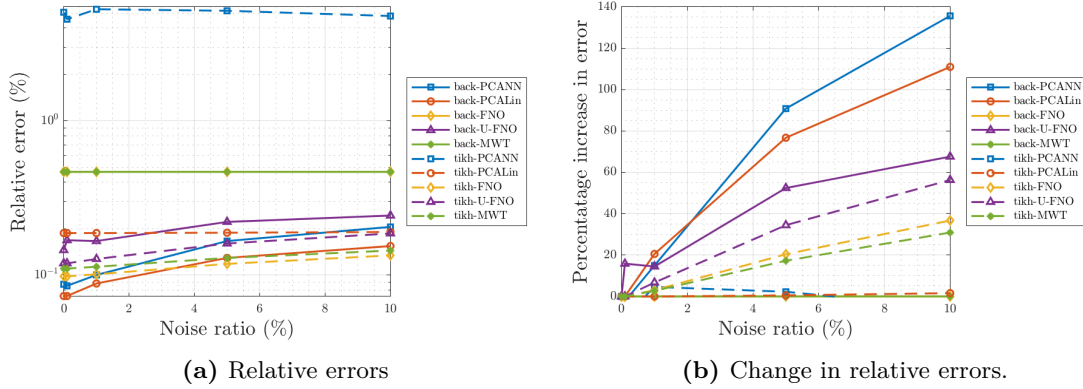 Relative error (%)
10^0
10^-1
0 2 4 6 8 10
Noise ratio (%)
back-PCANN
back-PCALin
back-FNO
back-U-FNO
back-MWT
tikh-PCANN
tikh-PCALin
tikh-FNO
tikh-U-FNO
tikh-MWT
(a) Relative errors
Percentatage increase in error
140
120
100
80
60
40
20
0
0 2 4 6 8 10
Noise ratio (%)
back-PCANN
back-PCALin
back-FNO
back-U-FNO
back-MWT
tikh-PCANN
tikh-PCALin
tikh-FNO
tikh-U-FNO
tikh-MWT
(b) Change in relative errors.